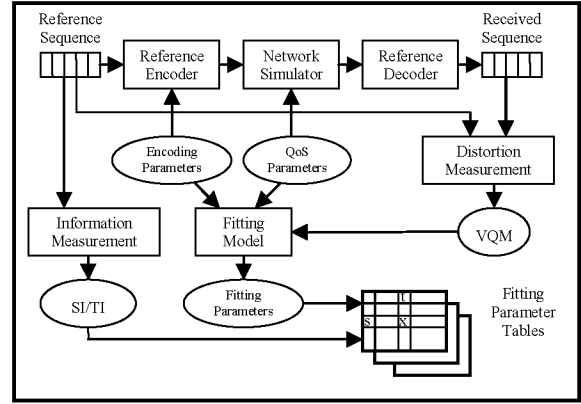 Reference
Sequence
Received
Sequence
Reference
Encoder
Network
Simulator
Reference
Decoder
Encoding
Parameters
QoS
Parameters
Distortion
Measurement
Information
Measurement
Fitting
Model
VQM
SI/TI
Fitting
Parameters
t
s x
Fitting
Parameter
Tables